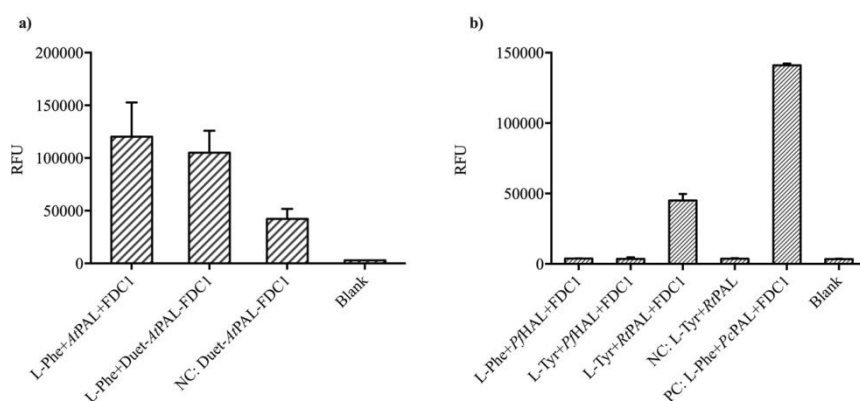 a)
200000
150000
100000
50000
0
RFU
L-Phe+AtPAL+FDC1
L-Phe+Duet-AtPAL-FDC1
NC: Duet-AtPAL-FDC1
Blank
b)
150000
100000
50000
0
RFU
L-Phe+PfHAL+FDC1
L-Tyr+PfHAL+FDC1
L-Tyr+RtPAL+FDC1
NC: L-Tyr+RtPAL
PC: L-Phe+PcPAL+FDC1
Blank